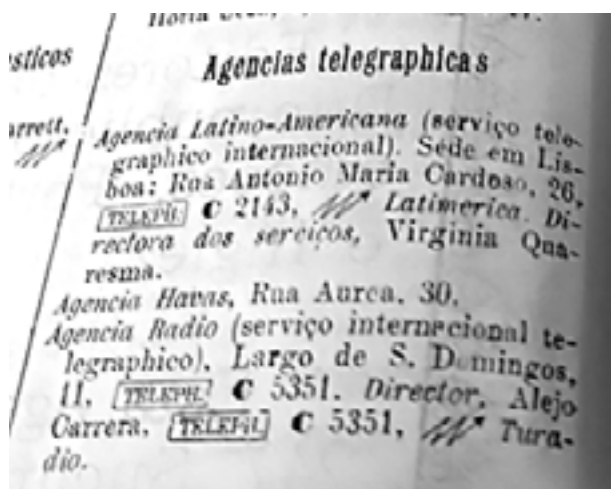 sticos
Agencias telegraphicas
Agencia Latino-Americana (serviço tele-
graphico internacional). Séde em Lis-
boa: Rua Antonio Maria Cardoso, 26,
TELEPH. C 2143, Latimerica. Di-
rectora dos serviços, Virginia Qua-
resma.
Agencia Havas, Rua Aurea, 30.
Agencia Radio (serviço internacional te-
legraphico), Largo de S. Domingos,
11, TELEPH. C 5351. Director, Alejo
Carrera, TELEPH. C 5351, Tura-
dio.